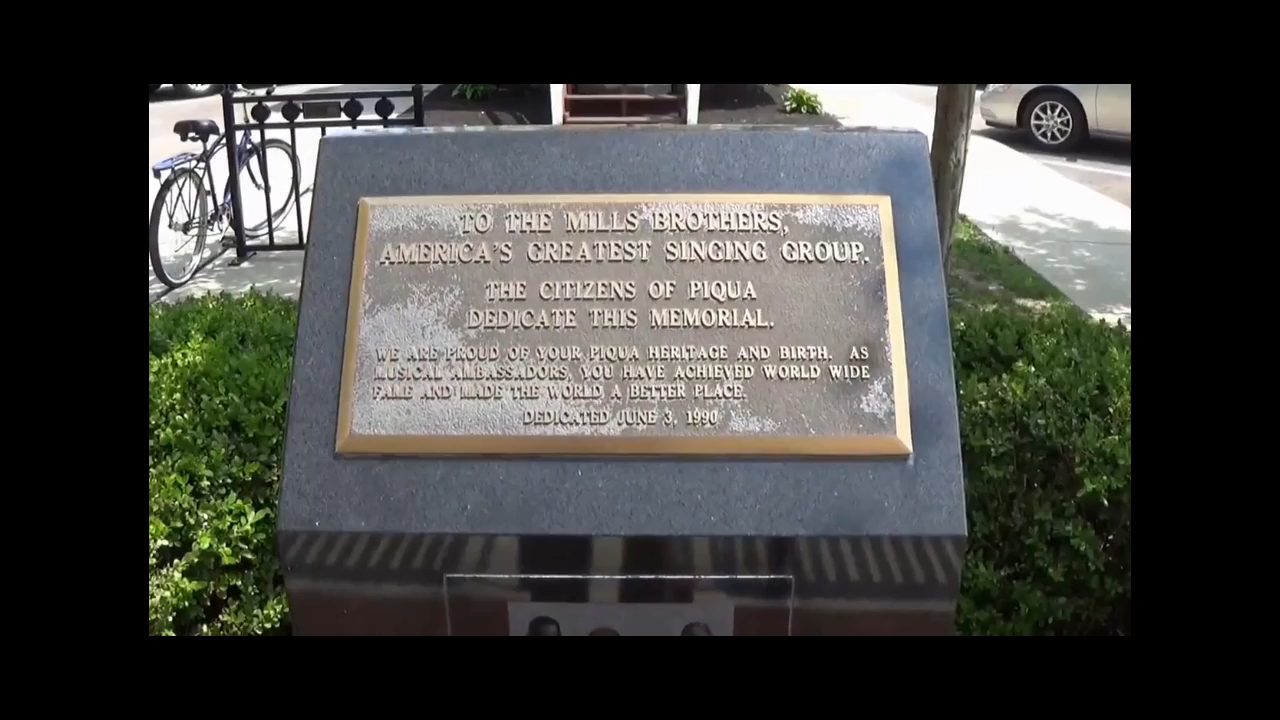 TO THE MILLS BROTHERS,
AMERICA'S GREATEST SINGING GROUP.
THE CITIZENS OF PIQUA
DEDICATE THIS MEMORIAL.
WE ARE PROUD OF YOUR PIQUA HERITAGE AND BIRTH. AS
MUSICAL AMBASSADORS, YOU HAVE ACHIEVED WORLD WIDE
FAME AND MADE THE WORLD A BETTER PLACE.
DEDICATED JUNE 3, 1990